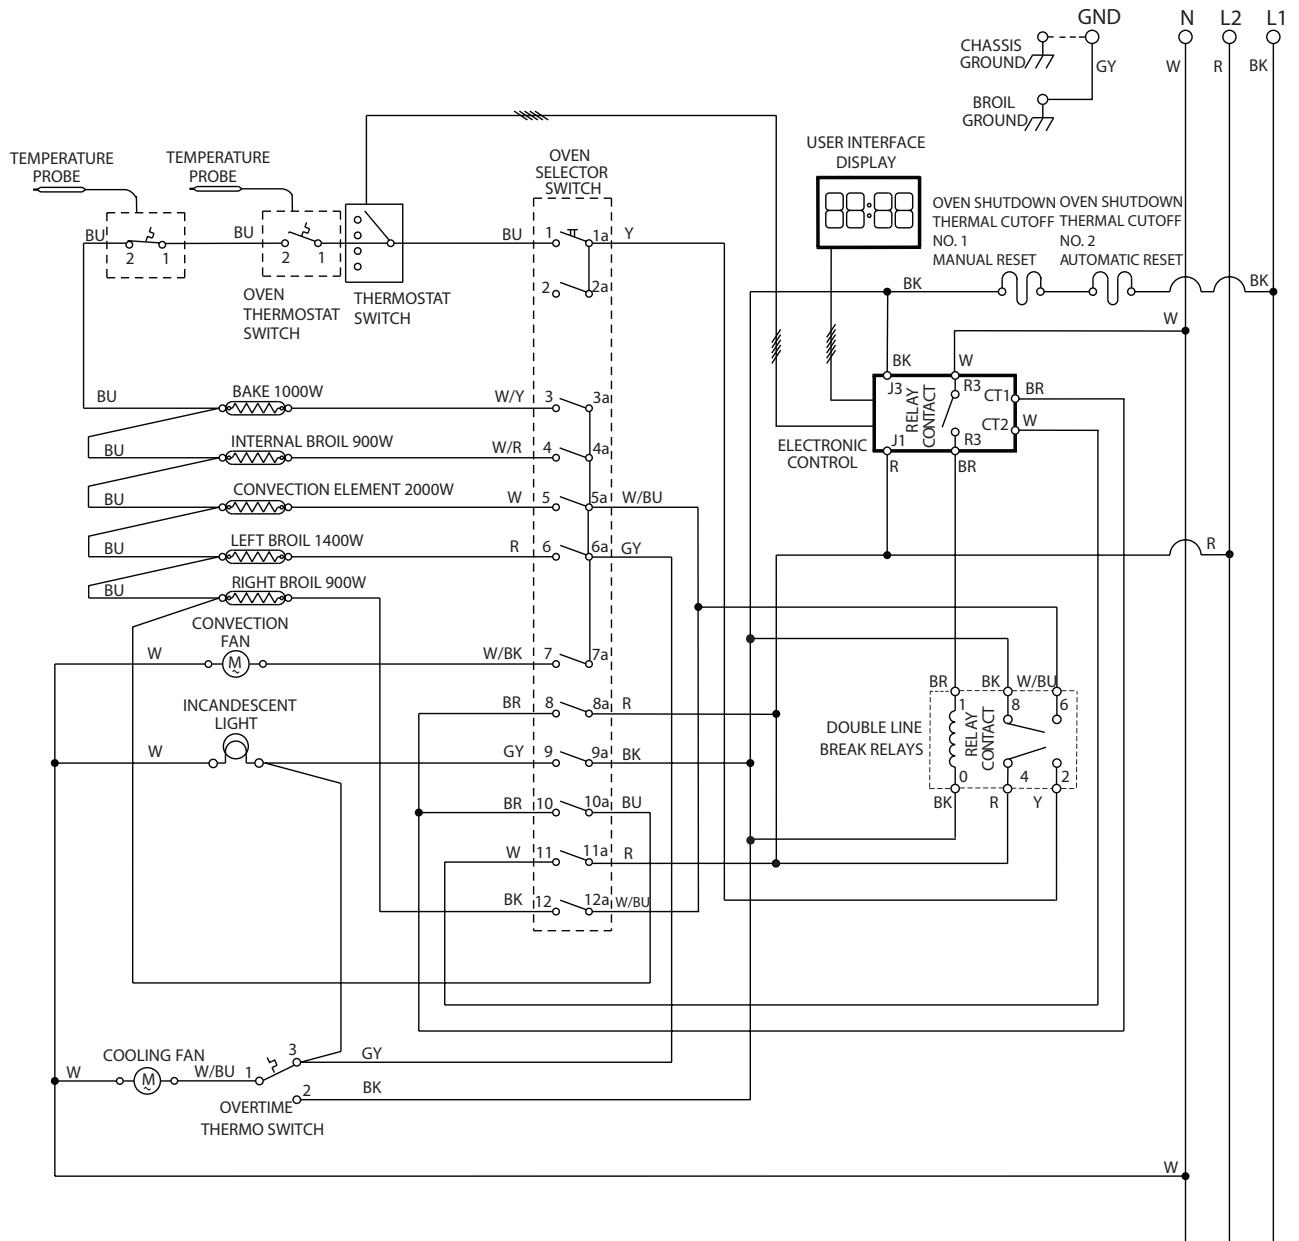 GND N L2 L1
CHASSIS
GROUND
GY W R BK
BROIL
GROUND
USER INTERFACE
DISPLAY
88:88
TEMPERATURE
PROBE
TEMPERATURE
PROBE
OVEN
SELECTOR
SWITCH
OVEN SHUTDOWN
THERMAL CUTOFF
NO. 1
MANUAL RESET
OVEN SHUTDOWN
THERMAL CUTOFF
NO. 2
AUTOMATIC RESET
BU 2 1 BU 2 1 BU 1 1a Y
OVEN
THERMOSTAT
SWITCH
THERMOSTAT
SWITCH
2 2a
BK BK
W
BK W
J3 R3 CT1 BR
RELAY
CONTACT
CT2 W
J1 R3
R BR
ELECTRONIC
CONTROL
BU BAKE 1000W W/Y 3 3a
BU INTERNAL BROIL 900W W/R 4 4a
BU CONVECTION ELEMENT 2000W W 5 5a W/BU
BU LEFT BROIL 1400W R 6 6a GY
R
BU RIGHT BROIL 900W
CONVECTION
FAN
W M ~ W/BK 7 7a
INCANDESCENT
LIGHT
W
BR 8 8a R
GY 9 9a BK
BR 10 10a BU
W 11 11a R
BK 12 12a W/BU
DOUBLE LINE
BREAK RELAYS
BR BK W/BU
1 8 6
RELAY
CONTACT
0 4 2
BK R Y
COOLING FAN
W M ~ W/BU 1 3 GY
2 BK
OVERTIME
THERMO SWITCH
W